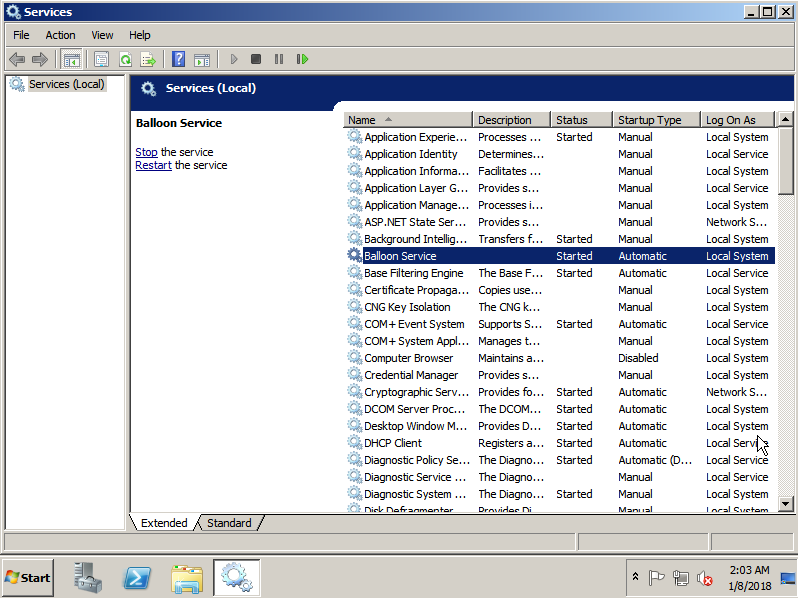 Services
File Action View Help
Services (Local)
Services (Local)
Balloon Service
Stop the service
Restart the service
Name Description Status Startup Type Log On As
Application Experie... Processes ... Started Manual Local System
Application Identity Determines... Manual Local Service
Application Informa... Facilitates ... Manual Local System
Application Layer G... Provides s... Manual Local Service
Application Manage... Processes i... Manual Local System
ASP.NET State Ser... Provides s... Manual Network S...
Background Intellig... Transfers f... Started Manual Local System
Balloon Service Started Automatic Local System
Base Filtering Engine The Base F... Started Automatic Local Service
Certificate Propaga... Copies use... Manual Local System
CNG Key Isolation The CNG k... Manual Local System
COM+ Event System Supports S... Started Automatic Local Service
COM+ System Appl... Manages t... Manual Local System
Computer Browser Maintains a... Disabled Local System
Credential Manager Provides s... Manual Local System
Cryptographic Serv... Provides fo... Started Automatic Network S...
DCOM Server Proc... The DCOM... Started Automatic Local System
Desktop Window M... Provides D... Started Automatic Local System
DHCP Client Registers a... Started Automatic Local Service
Diagnostic Policy Se... The Diagno... Started Automatic (D... Local Service
Diagnostic Service ... The Diagno... Manual Local Service
Diagnostic System ... The Diagno... Started Manual Local System
Disk Defragmenter Provides Di... Manual Local System
Extended Standard
Start
2:03 AM
1/8/2018